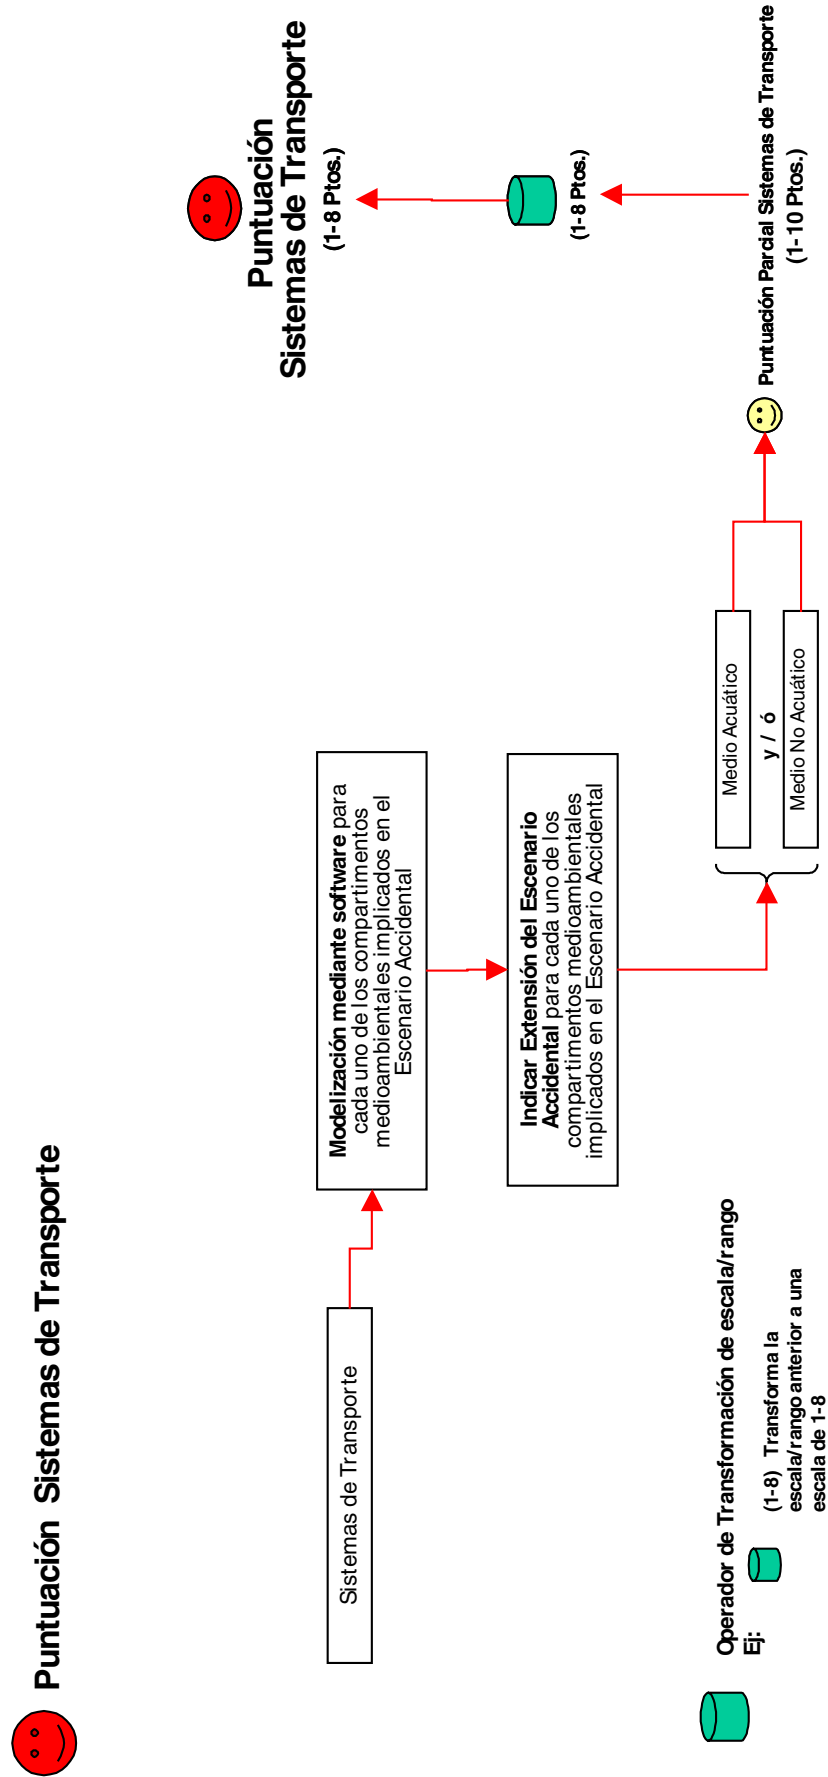 Puntuación Sistemas de Transporte
Sistemas de Transporte
Modelización mediante software para
cada uno de los compartimentos
medioambientales implicados en el
Escenario Accidental
Indicar Extensión del Escenario
Accidental para cada uno de los
compartimentos medioambientales
implicados en el Escenario Accidental
Medio Acuático
y / ó
Medio No Acuático
Puntuación Parcial Sistemas de Transporte
(1-10 Ptos.)
(1-8 Ptos.)
Puntuación
Sistemas de Transporte
(1-8 Ptos.)
Operador de Transformación de escala/rango
Ej:
(1-8) Transforma la
escala/rango anterior a una
escala de 1-8